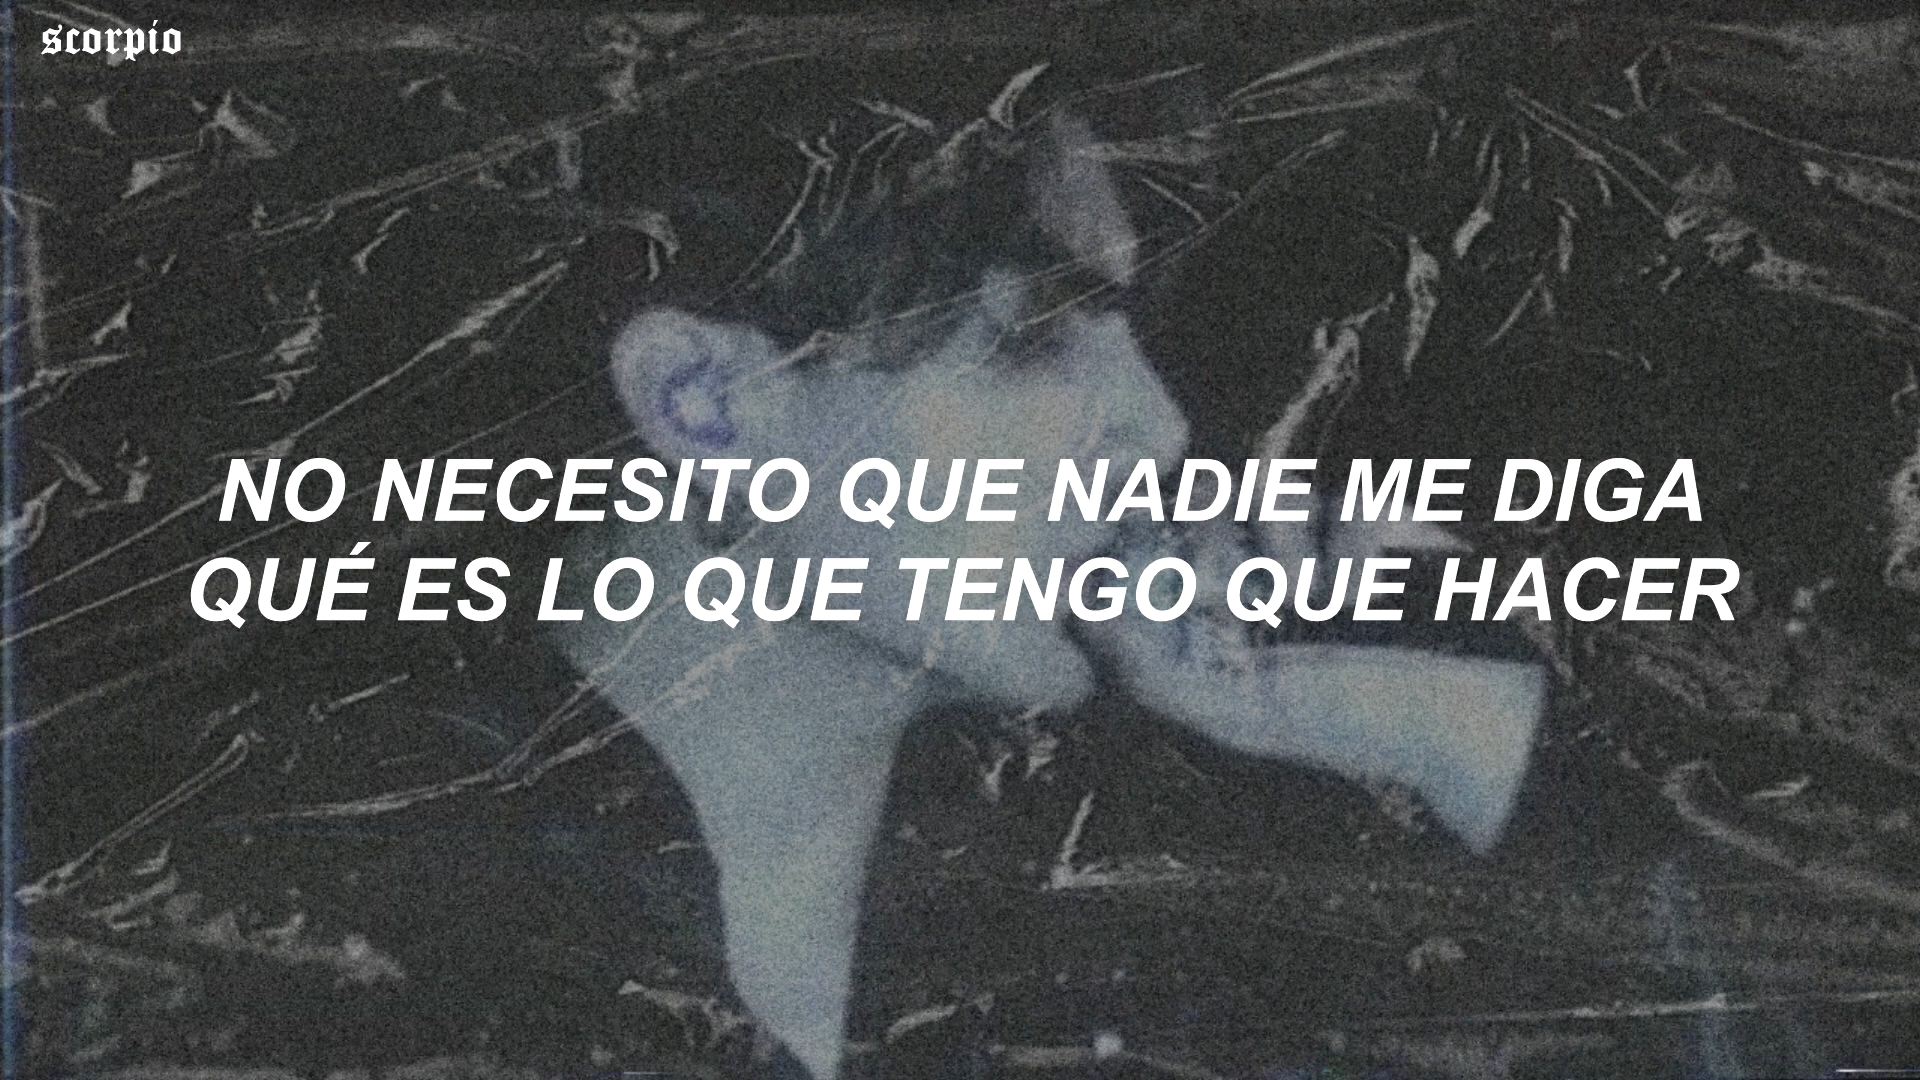 scorpio
NO NECESITO QUE NADIE ME DIGA
QUÉ ES LO QUE TENGO QUE HACER